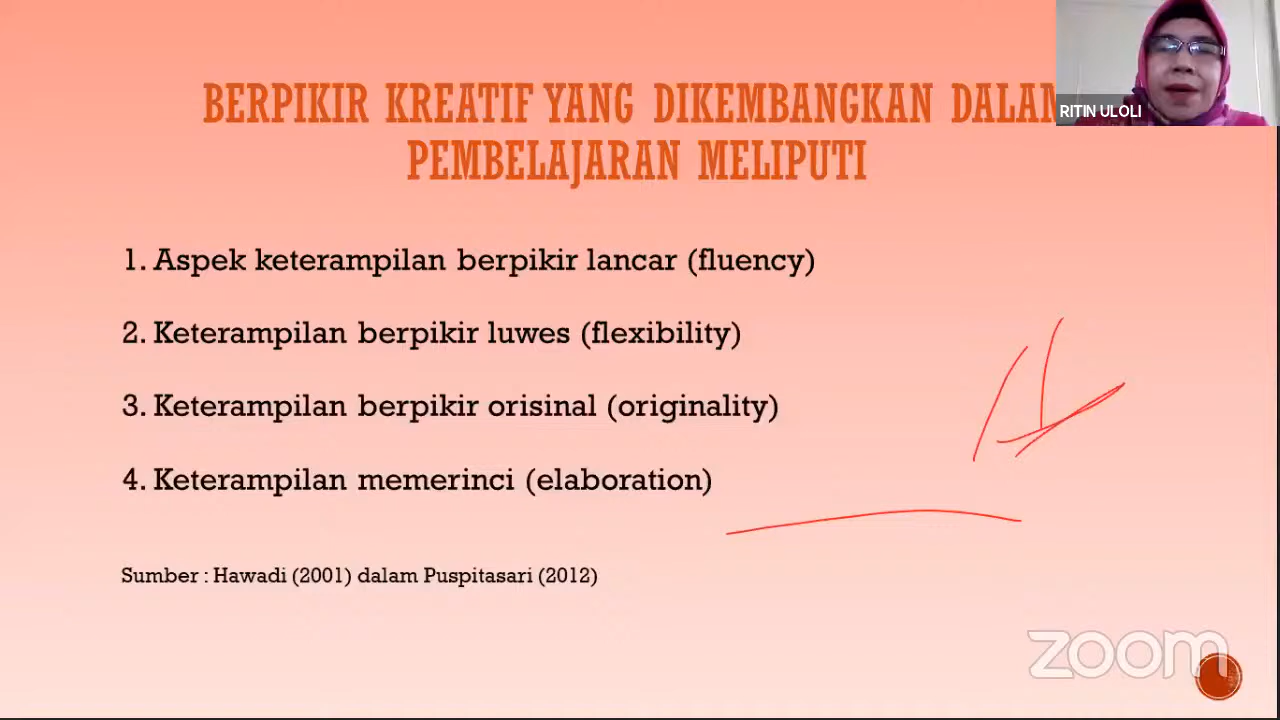 BERPIKIR KREATIF YANG DIKEMBANGKAN DALAM
PEMBELAJARAN MELIPUTI
RITIN ULOLI
1. Aspek keterampilan berpikir lancar (fluency)
2. Keterampilan berpikir luwes (flexibility)
3. Keterampilan berpikir orisinal (originality)
4. Keterampilan memerinci (elaboration)
Sumber : Hawadi (2001) dalam Puspitasari (2012)
zoom